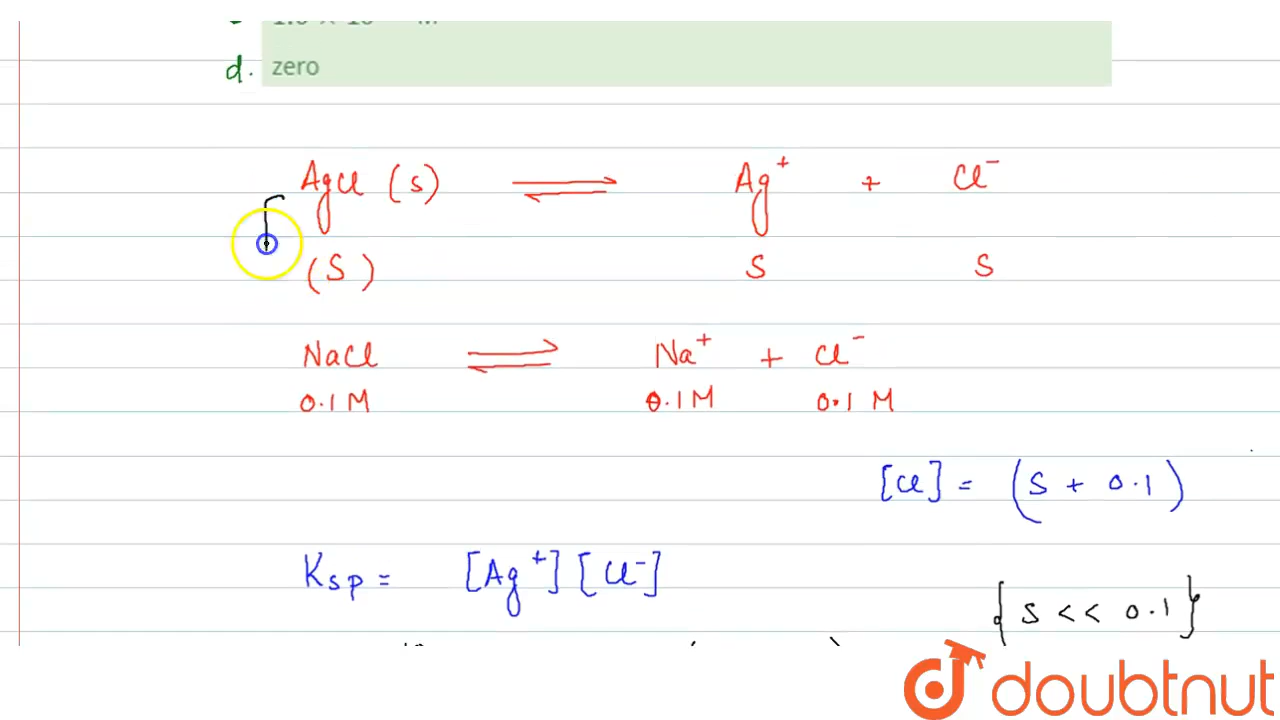 d. zero
AgCl (s) ⇌ Ag⁺ + Cl⁻
(S) S S
NaCl ⇌ Na⁺ + Cl⁻
0.1 M 0.1 M 0.1 M
[Cl] = (S + 0.1)
Ksp = [Ag⁺] [Cl⁻]
{S << 0.1}
doubtnut